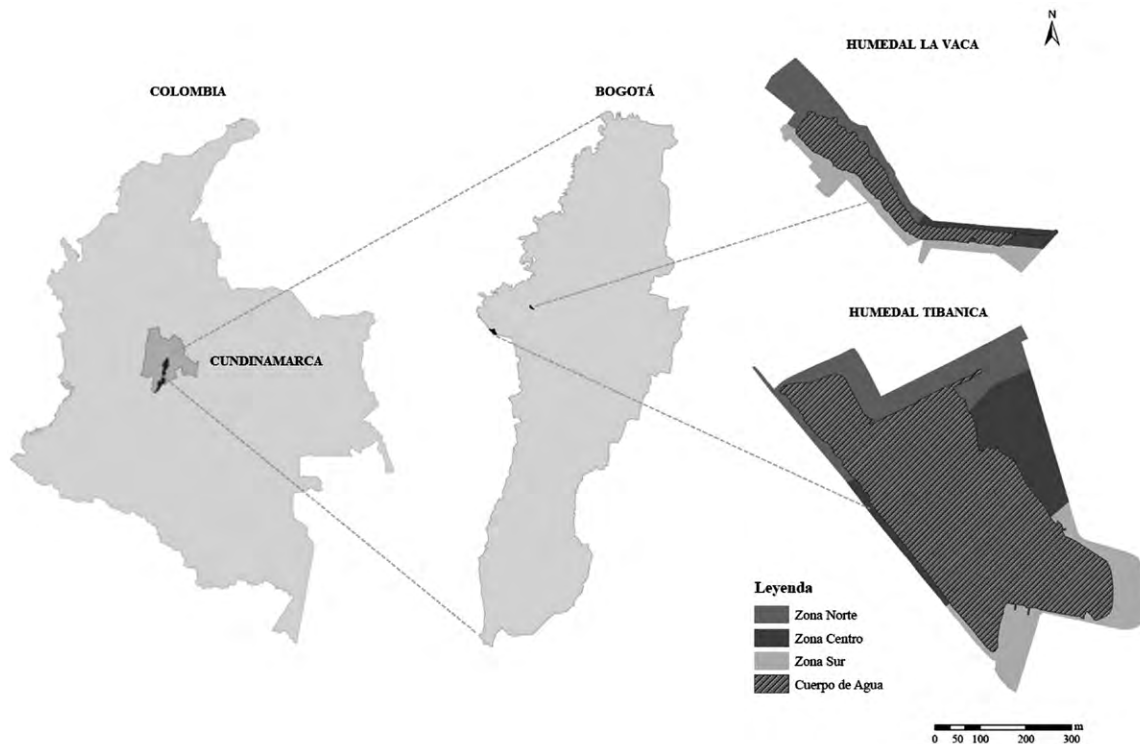 N
HUMEDAL LA VACA
COLOMBIA
BOGOTÁ
CUNDINAMARCA
HUMEDAL TIBANICA
Leyenda
Zona Norte
Zona Centro
Zona Sur
Cuerpo de Agua
m
0 50 100 200 300